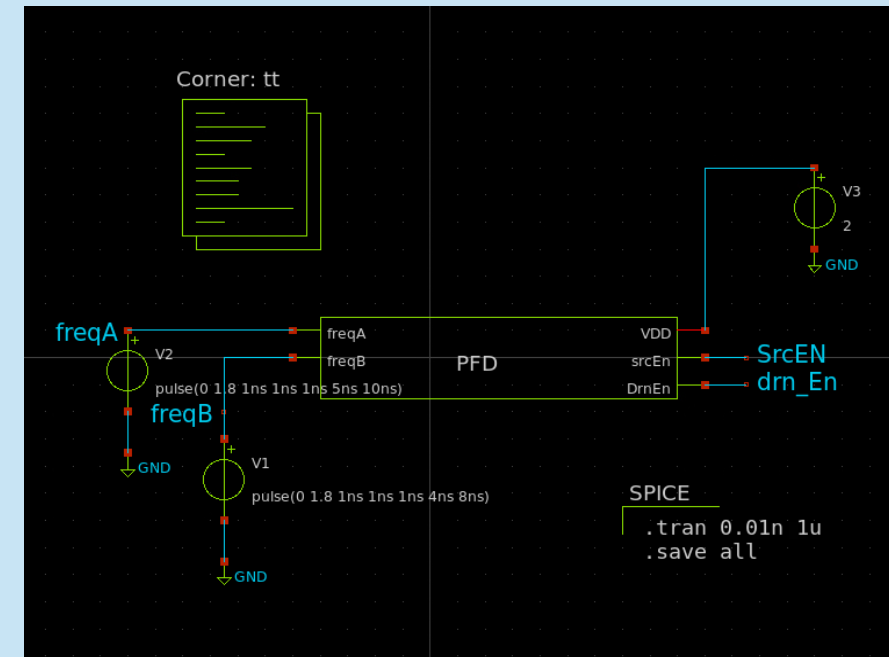 Corner: tt
+
V3
2
GND
freqA
+
V2
pulse(0 1.8 1ns 1ns 1ns 5ns 10ns)
GND
freqA
freqB
PFD
VDD
srcEn
DrnEn
SrcEN
drn_En
freqB
+
V1
pulse(0 1.8 1ns 1ns 1ns 4ns 8ns)
GND
SPICE
.tran 0.01n 1u
.save all